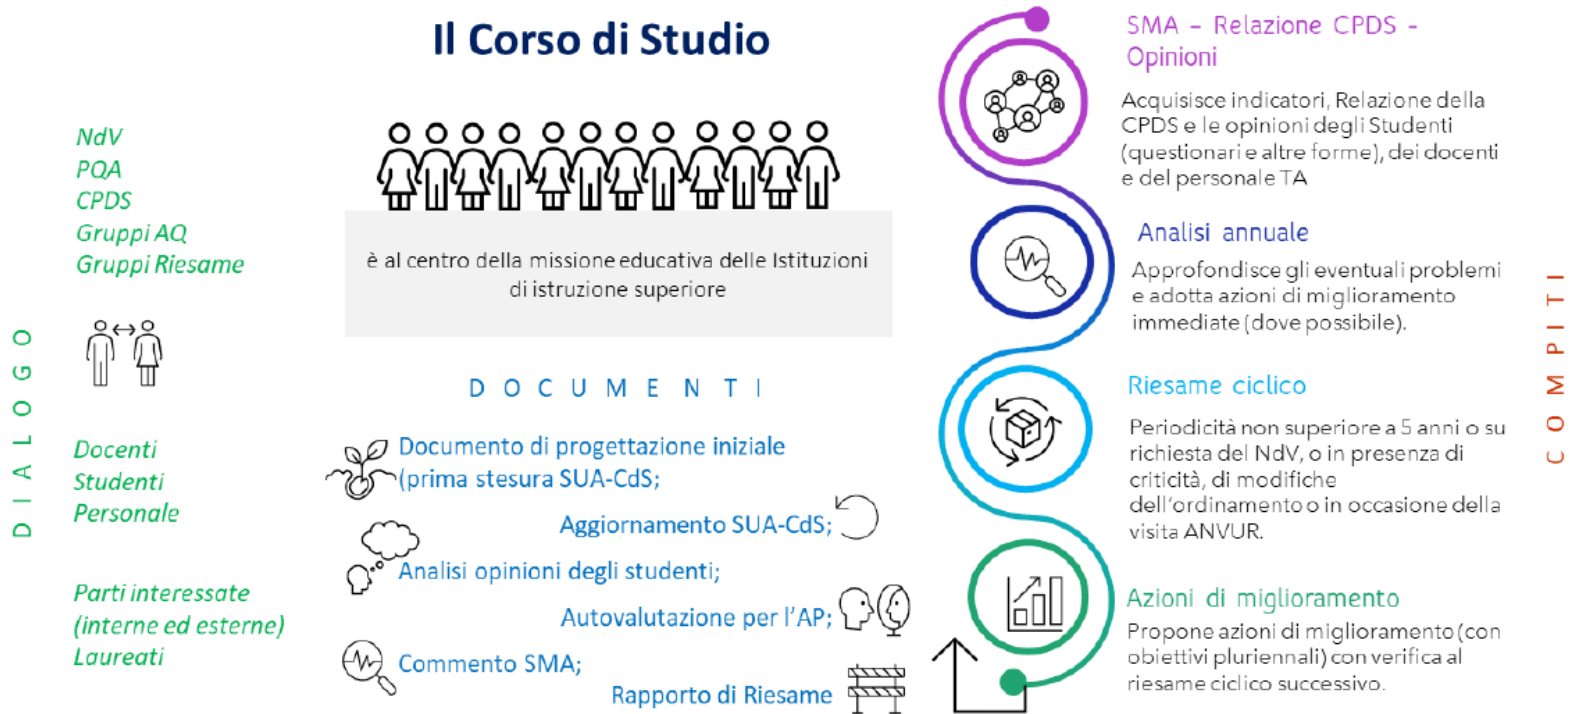 Il Corso di Studio
è al centro della missione educativa delle Istituzioni
di istruzione superiore
DIALOGO
NdV
PQA
CPDS
Gruppi AQ
Gruppi Riesame
Docenti
Studenti
Personale
Parti interessate
(interne ed esterne)
Laureati
DOCUMENTI
Documento di progettazione iniziale
(prima stesura SUA-CdS;
Aggiornamento SUA-CdS;
Analisi opinioni degli studenti;
Autovalutazione per l'AP;
Commento SMA;
Rapporto di Riesame
COMPITI
SMA – Relazione CPDS -
Opinioni
Acquisisce indicatori, Relazione della
CPDS e le opinioni degli Studenti
(questionari e altre forme), dei docenti
e del personale TA
Analisi annuale
Approfondisce gli eventuali problemi
e adotta azioni di miglioramento
immediate (dove possibile).
Riesame ciclico
Periodicità non superiore a 5 anni o su
richiesta del NdV, o in presenza di
criticità, di modifiche
dell'ordinamento o in occasione della
visita ANVUR.
Azioni di miglioramento
Propone azioni di miglioramento (con
obiettivi pluriennali) con verifica al
riesame ciclico successivo.